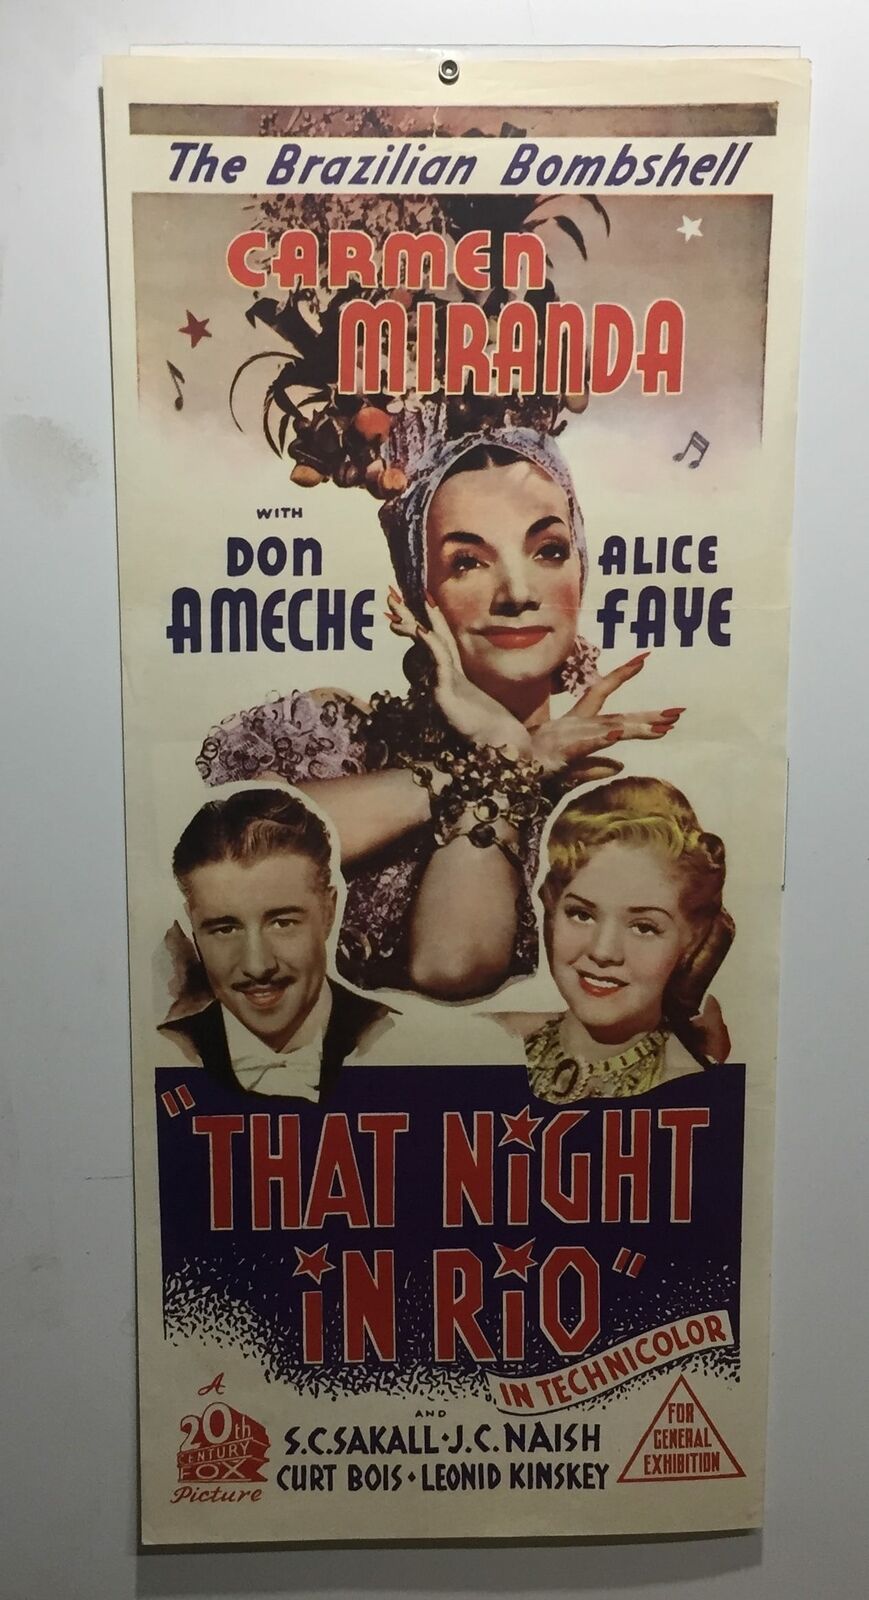 The Brazilian Bombshell
CARMEN
MIRANDA
WITH
DON
AMECHE
ALICE
FAYE
"THAT NiGHT
iN RiO"
IN TECHNICOLOR
A
20th
CENTURY
FOX
Picture
AND
S.C.SAKALL · J.C. NAISH
CURT BOIS · LEONID KINSKEY
FOR
GENERAL
EXHIBITION